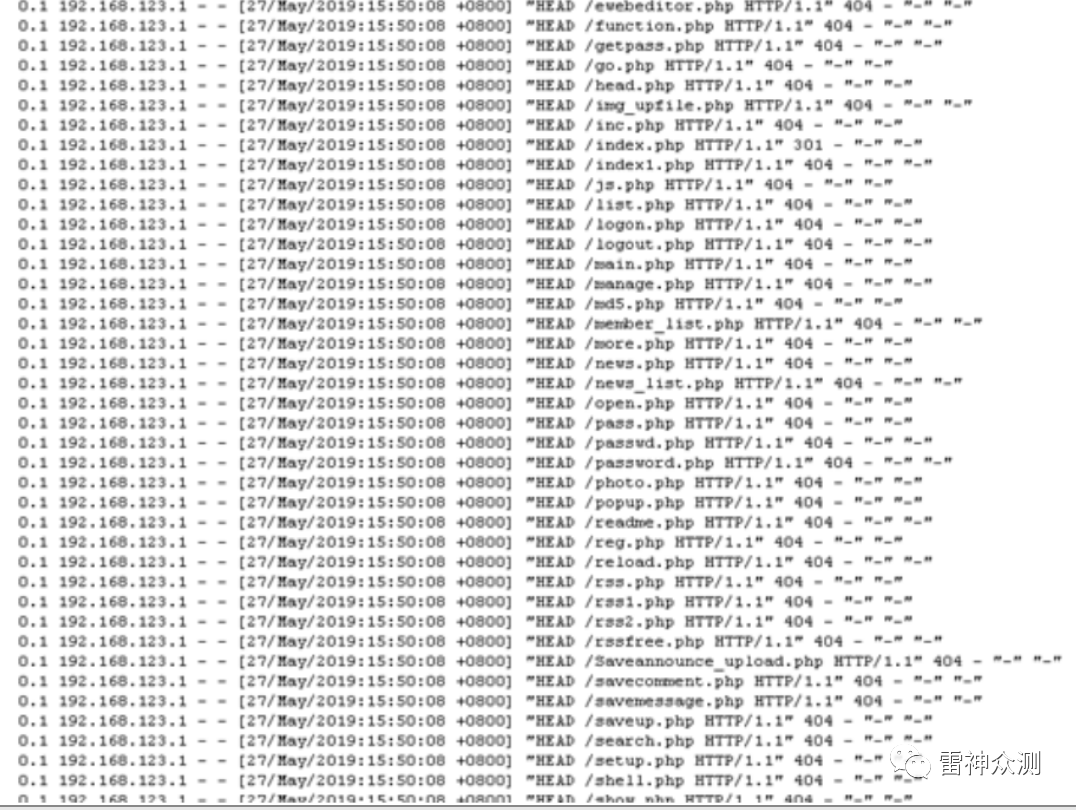 0.1 192.168.123.1 - - [27/May/2019:15:50:08 +0800] "HEAD /ewebeditor.php HTTP/1.1" 404 - "-" "-"
0.1 192.168.123.1 - - [27/May/2019:15:50:08 +0800] "HEAD /function.php HTTP/1.1" 404 - "-" "-"
0.1 192.168.123.1 - - [27/May/2019:15:50:08 +0800] "HEAD /getpass.php HTTP/1.1" 404 - "-" "-"
0.1 192.168.123.1 - - [27/May/2019:15:50:08 +0800] "HEAD /go.php HTTP/1.1" 404 - "-" "-"
0.1 192.168.123.1 - - [27/May/2019:15:50:08 +0800] "HEAD /head.php HTTP/1.1" 404 - "-" "-"
0.1 192.168.123.1 - - [27/May/2019:15:50:08 +0800] "HEAD /img_upfile.php HTTP/1.1" 404 - "-" "-"
0.1 192.168.123.1 - - [27/May/2019:15:50:08 +0800] "HEAD /inc.php HTTP/1.1" 404 - "-" "-"
0.1 192.168.123.1 - - [27/May/2019:15:50:08 +0800] "HEAD /index.php HTTP/1.1" 301 - "-" "-"
0.1 192.168.123.1 - - [27/May/2019:15:50:08 +0800] "HEAD /index1.php HTTP/1.1" 404 - "-" "-"
0.1 192.168.123.1 - - [27/May/2019:15:50:08 +0800] "HEAD /js.php HTTP/1.1" 404 - "-" "-"
0.1 192.168.123.1 - - [27/May/2019:15:50:08 +0800] "HEAD /list.php HTTP/1.1" 404 - "-" "-"
0.1 192.168.123.1 - - [27/May/2019:15:50:08 +0800] "HEAD /logon.php HTTP/1.1" 404 - "-" "-"
0.1 192.168.123.1 - - [27/May/2019:15:50:08 +0800] "HEAD /logout.php HTTP/1.1" 404 - "-" "-"
0.1 192.168.123.1 - - [27/May/2019:15:50:08 +0800] "HEAD /main.php HTTP/1.1" 404 - "-" "-"
0.1 192.168.123.1 - - [27/May/2019:15:50:08 +0800] "HEAD /manage.php HTTP/1.1" 404 - "-" "-"
0.1 192.168.123.1 - - [27/May/2019:15:50:08 +0800] "HEAD /md5.php HTTP/1.1" 404 - "-" "-"
0.1 192.168.123.1 - - [27/May/2019:15:50:08 +0800] "HEAD /member_list.php HTTP/1.1" 404 - "-" "-"
0.1 192.168.123.1 - - [27/May/2019:15:50:08 +0800] "HEAD /more.php HTTP/1.1" 404 - "-" "-"
0.1 192.168.123.1 - - [27/May/2019:15:50:08 +0800] "HEAD /news.php HTTP/1.1" 404 - "-" "-"
0.1 192.168.123.1 - - [27/May/2019:15:50:08 +0800] "HEAD /news_list.php HTTP/1.1" 404 - "-" "-"
0.1 192.168.123.1 - - [27/May/2019:15:50:08 +0800] "HEAD /open.php HTTP/1.1" 404 - "-" "-"
0.1 192.168.123.1 - - [27/May/2019:15:50:08 +0800] "HEAD /pass.php HTTP/1.1" 404 - "-" "-"
0.1 192.168.123.1 - - [27/May/2019:15:50:08 +0800] "HEAD /passwd.php HTTP/1.1" 404 - "-" "-"
0.1 192.168.123.1 - - [27/May/2019:15:50:08 +0800] "HEAD /password.php HTTP/1.1" 404 - "-" "-"
0.1 192.168.123.1 - - [27/May/2019:15:50:08 +0800] "HEAD /photo.php HTTP/1.1" 404 - "-" "-"
0.1 192.168.123.1 - - [27/May/2019:15:50:08 +0800] "HEAD /popup.php HTTP/1.1" 404 - "-" "-"
0.1 192.168.123.1 - - [27/May/2019:15:50:08 +0800] "HEAD /readme.php HTTP/1.1" 404 - "-" "-"
0.1 192.168.123.1 - - [27/May/2019:15:50:08 +0800] "HEAD /reg.php HTTP/1.1" 404 - "-" "-"
0.1 192.168.123.1 - - [27/May/2019:15:50:08 +0800] "HEAD /reload.php HTTP/1.1" 404 - "-" "-"
0.1 192.168.123.1 - - [27/May/2019:15:50:08 +0800] "HEAD /rss.php HTTP/1.1" 404 - "-" "-"
0.1 192.168.123.1 - - [27/May/2019:15:50:08 +0800] "HEAD /rss1.php HTTP/1.1" 404 - "-" "-"
0.1 192.168.123.1 - - [27/May/2019:15:50:08 +0800] "HEAD /rss2.php HTTP/1.1" 404 - "-" "-"
0.1 192.168.123.1 - - [27/May/2019:15:50:08 +0800] "HEAD /rssfree.php HTTP/1.1" 404 - "-" "-"
0.1 192.168.123.1 - - [27/May/2019:15:50:08 +0800] "HEAD /Saveannounce_upload.php HTTP/1.1" 404 - "-" "-"
0.1 192.168.123.1 - - [27/May/2019:15:50:08 +0800] "HEAD /savecomment.php HTTP/1.1" 404 - "-" "-"
0.1 192.168.123.1 - - [27/May/2019:15:50:08 +0800] "HEAD /savemessage.php HTTP/1.1" 404 - "-" "-"
0.1 192.168.123.1 - - [27/May/2019:15:50:08 +0800] "HEAD /saveup.php HTTP/1.1" 404 - "-" "-"
0.1 192.168.123.1 - - [27/May/2019:15:50:08 +0800] "HEAD /search.php HTTP/1.1" 404 - "-" "-"
0.1 192.168.123.1 - - [27/May/2019:15:50:08 +0800] "HEAD /setup.php HTTP/1.1" 404 - "-"
0.1 192.168.123.1 - - [27/May/2019:15:50:08 +0800] "HEAD /shell.php HTTP/1.1" 404 - "-" "-"
0.1 192.168.123.1 - - [27/May/2019:15:50:08 +0800] "HEAD /show.php HTTP/1.1" 404 - "-" "-"
雷神众测